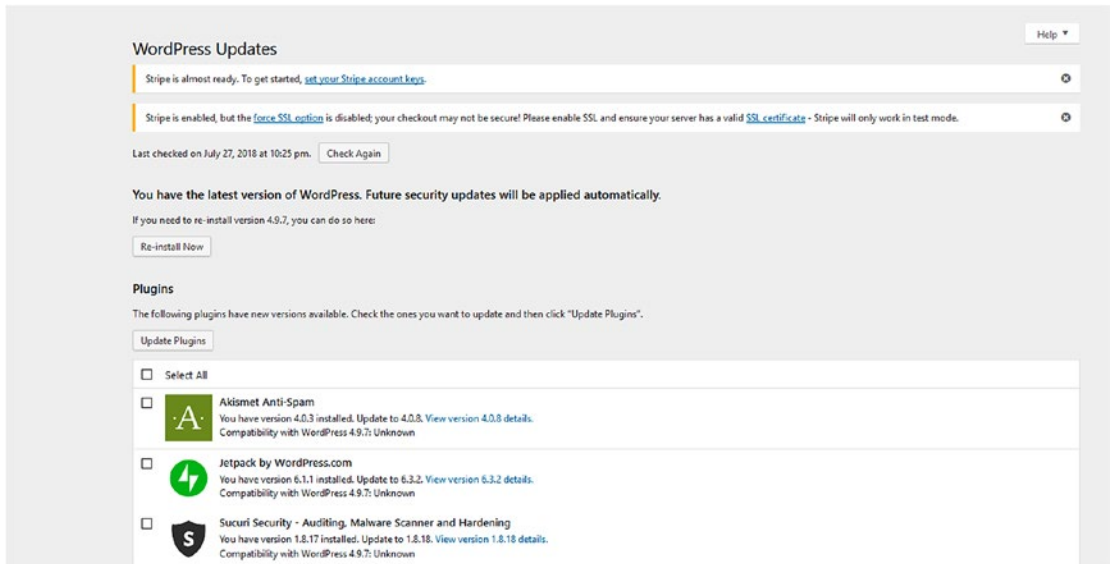 Help ▼
WordPress Updates
Stripe is almost ready. To get started, set your Stripe account keys.
Stripe is enabled, but the force SSL option is disabled; your checkout may not be secure! Please enable SSL and ensure your server has a valid SSL certificate - Stripe will only work in test mode.
Last checked on July 27, 2018 at 10:25 pm. Check Again
You have the latest version of WordPress. Future security updates will be applied automatically.
If you need to re-install version 4.9.7, you can do so here:
Re-install Now
Plugins
The following plugins have new versions available. Check the ones you want to update and then click “Update Plugins”.
Update Plugins
Select All
·A·
Akismet Anti-Spam
You have version 4.0.3 installed. Update to 4.0.8. View version 4.0.8 details.
Compatibility with WordPress 4.9.7: Unknown
Jetpack by WordPress.com
You have version 6.1.1 installed. Update to 6.3.2. View version 6.3.2 details.
Compatibility with WordPress 4.9.7: Unknown
S
Sucuri Security - Auditing, Malware Scanner and Hardening
You have version 1.8.17 installed. Update to 1.8.18. View version 1.8.18 details.
Compatibility with WordPress 4.9.7: Unknown